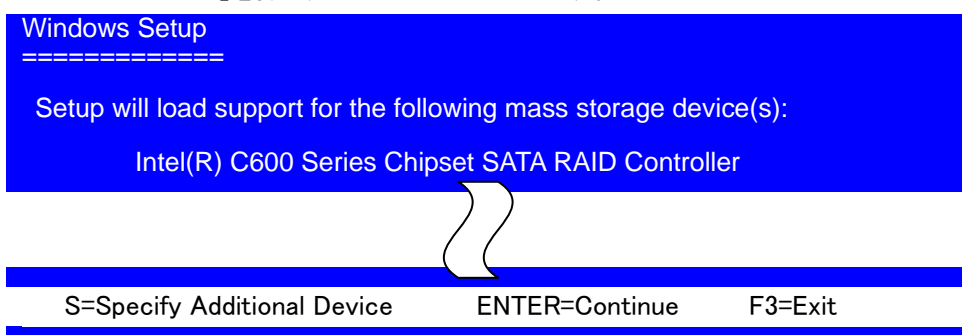 Windows Setup
=============
Setup will load support for the following mass storage device(s):
Intel(R) C600 Series Chipset SATA RAID Controller
S=Specify Additional Device ENTER=Continue F3=Exit